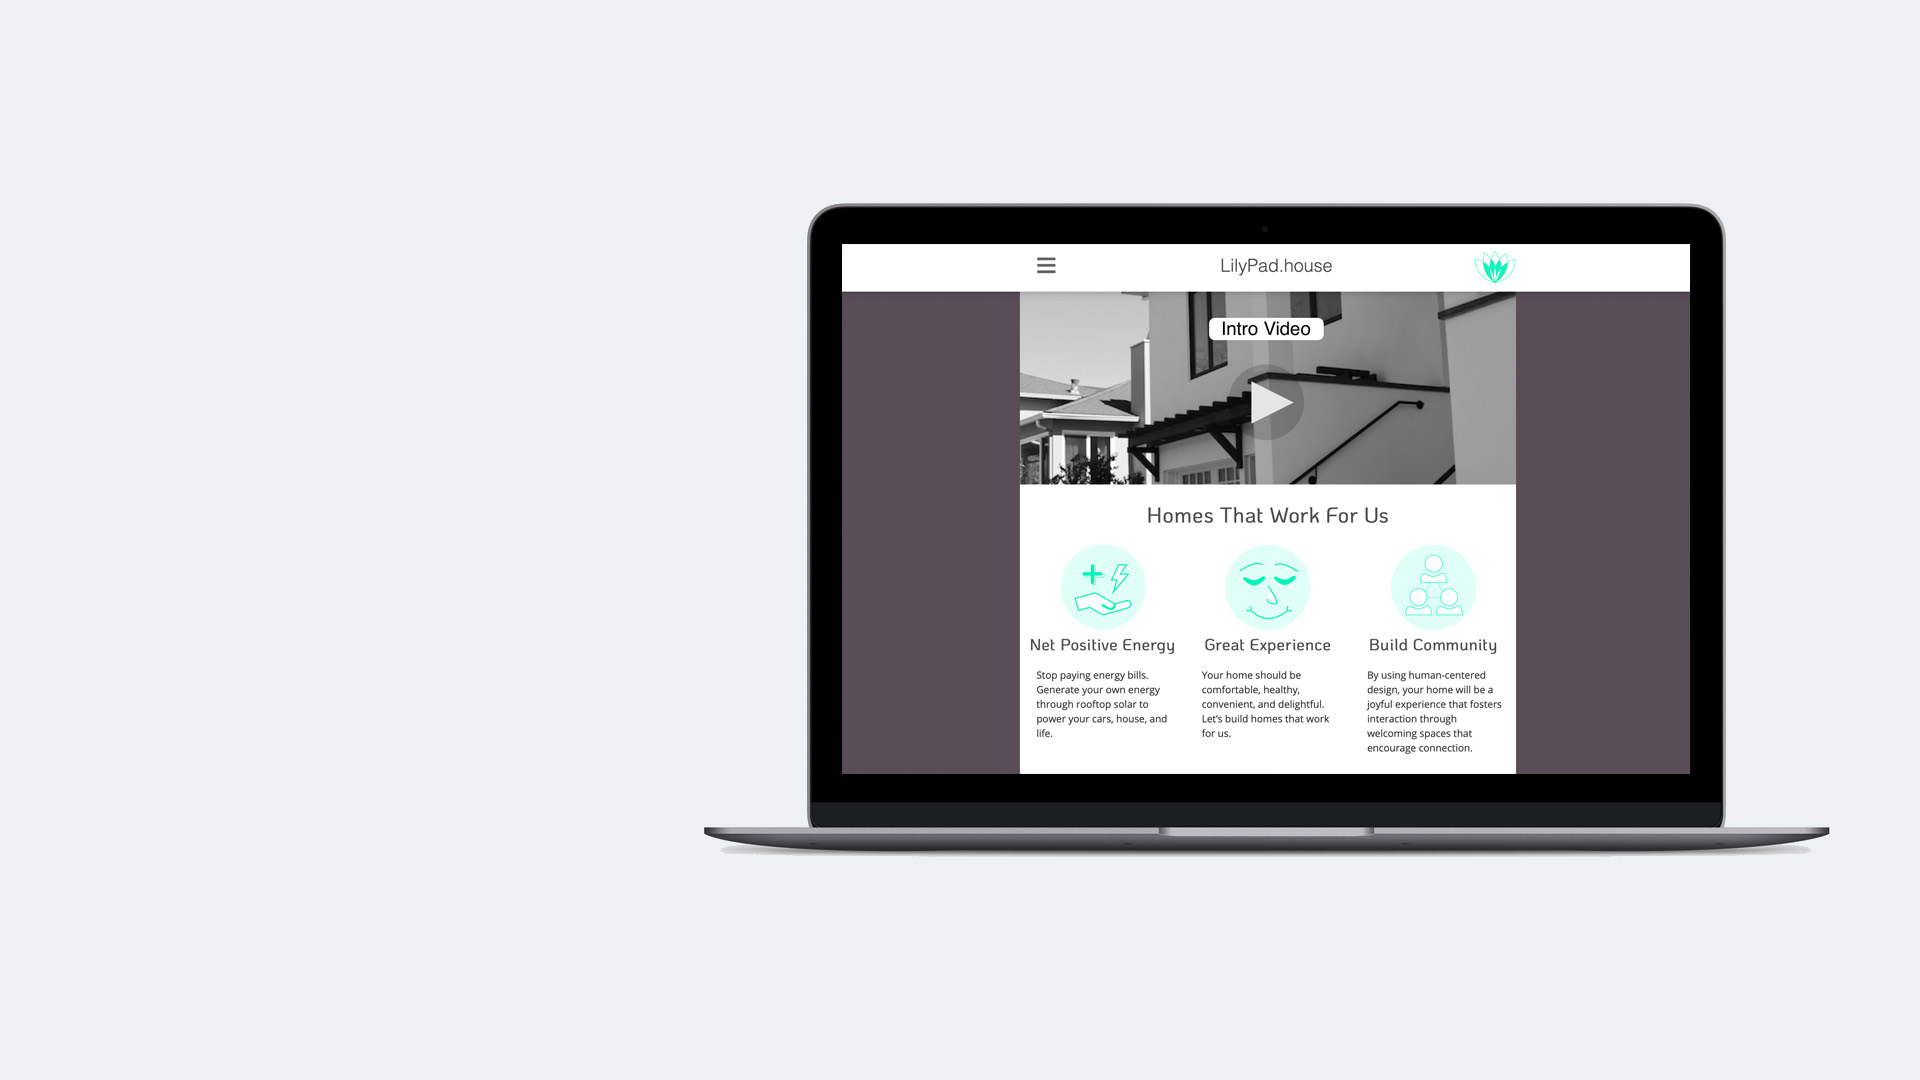 LilyPad.house
Intro Video
Homes That Work For Us
Net Positive Energy
Stop paying energy bills.
Generate your own energy
through rooftop solar to
power your cars, house, and
life.
Great Experience
Your home should be
comfortable, healthy,
convenient, and delightful.
Let's build homes that work
for us.
Build Community
By using human-centered
design, your home will be a
joyful experience that fosters
interaction through
welcoming spaces that
encourage connection.